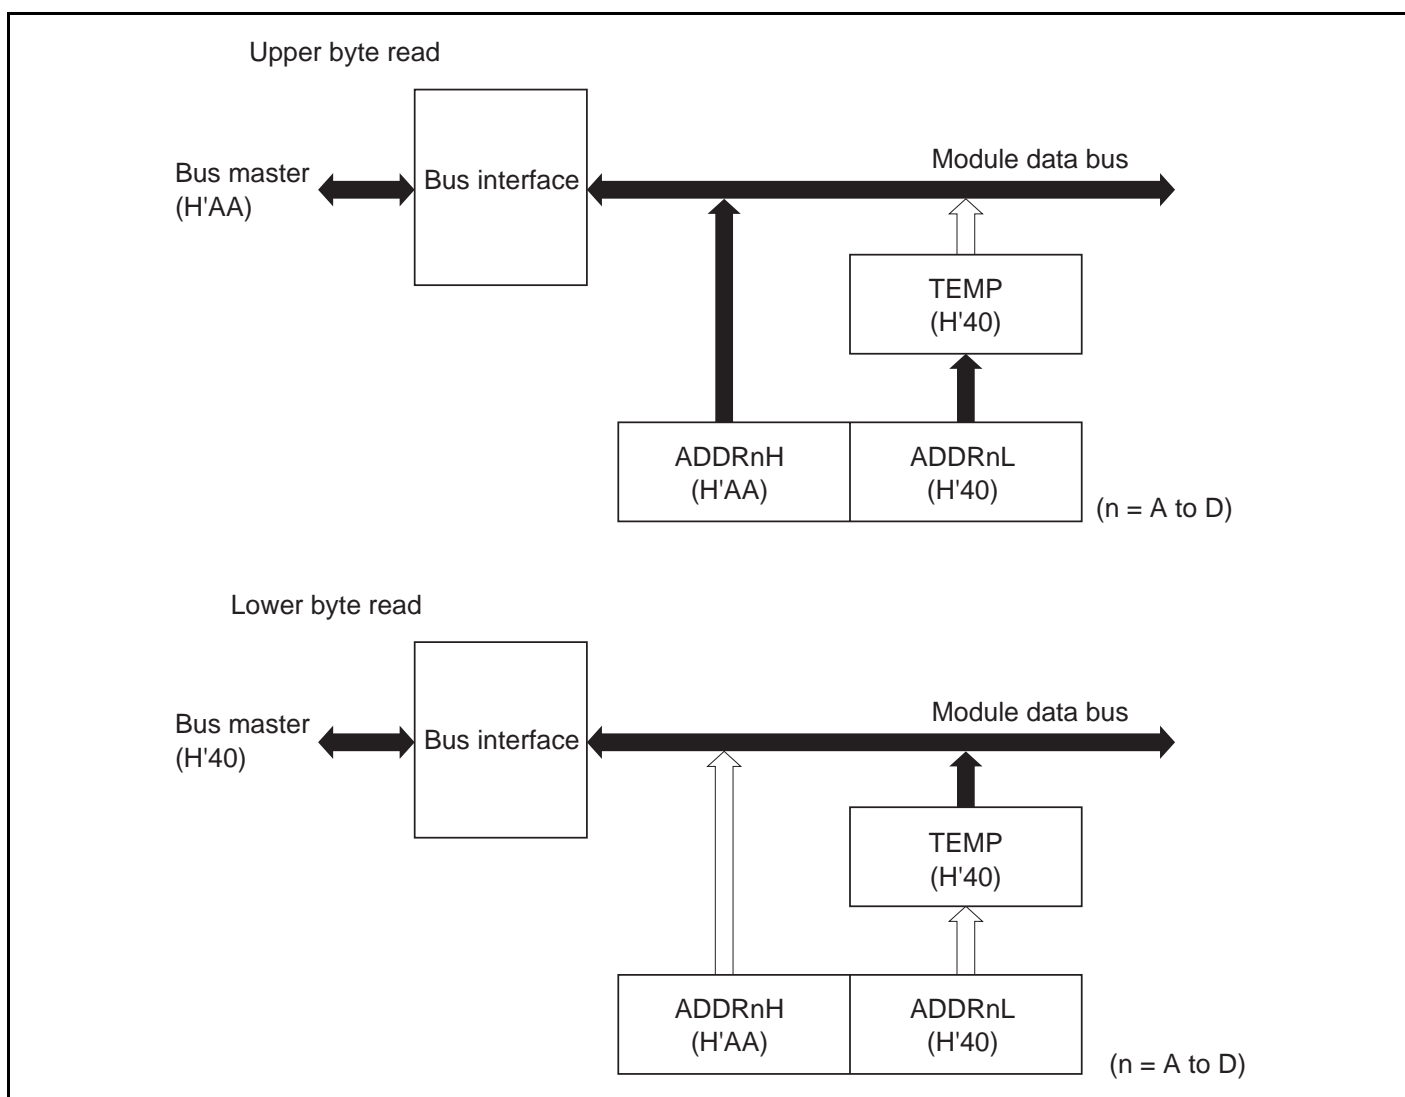 Upper byte read
Bus master
(H'AA)
Bus interface
Module data bus
TEMP
(H'40)
ADDRnH
(H'AA)
ADDRnL
(H'40)
(n = A to D)
Lower byte read
Bus master
(H'40)
Bus interface
Module data bus
TEMP
(H'40)
ADDRnH
(H'AA)
ADDRnL
(H'40)
(n = A to D)